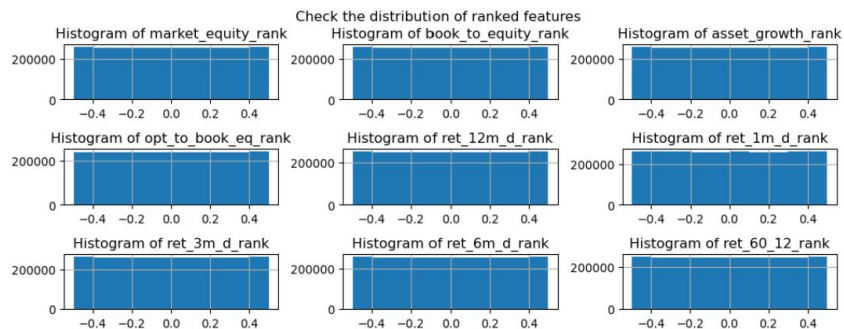 Check the distribution of ranked features
Histogram of market_equity_rank Histogram of book_to_equity_rank Histogram of asset_growth_rank
200000 200000 200000
0 0 0
−0.4 −0.2 0.0 0.2 0.4 −0.4 −0.2 0.0 0.2 0.4 −0.4 −0.2 0.0 0.2 0.4
Histogram of opt_to_book_eq_rank Histogram of ret_12m_d_rank Histogram of ret_1m_d_rank
200000 200000 200000
0 0 0
−0.4 −0.2 0.0 0.2 0.4 −0.4 −0.2 0.0 0.2 0.4 −0.4 −0.2 0.0 0.2 0.4
Histogram of ret_3m_d_rank Histogram of ret_6m_d_rank Histogram of ret_60_12_rank
200000 200000 200000
0 0 0
−0.4 −0.2 0.0 0.2 0.4 −0.4 −0.2 0.0 0.2 0.4 −0.4 −0.2 0.0 0.2 0.4